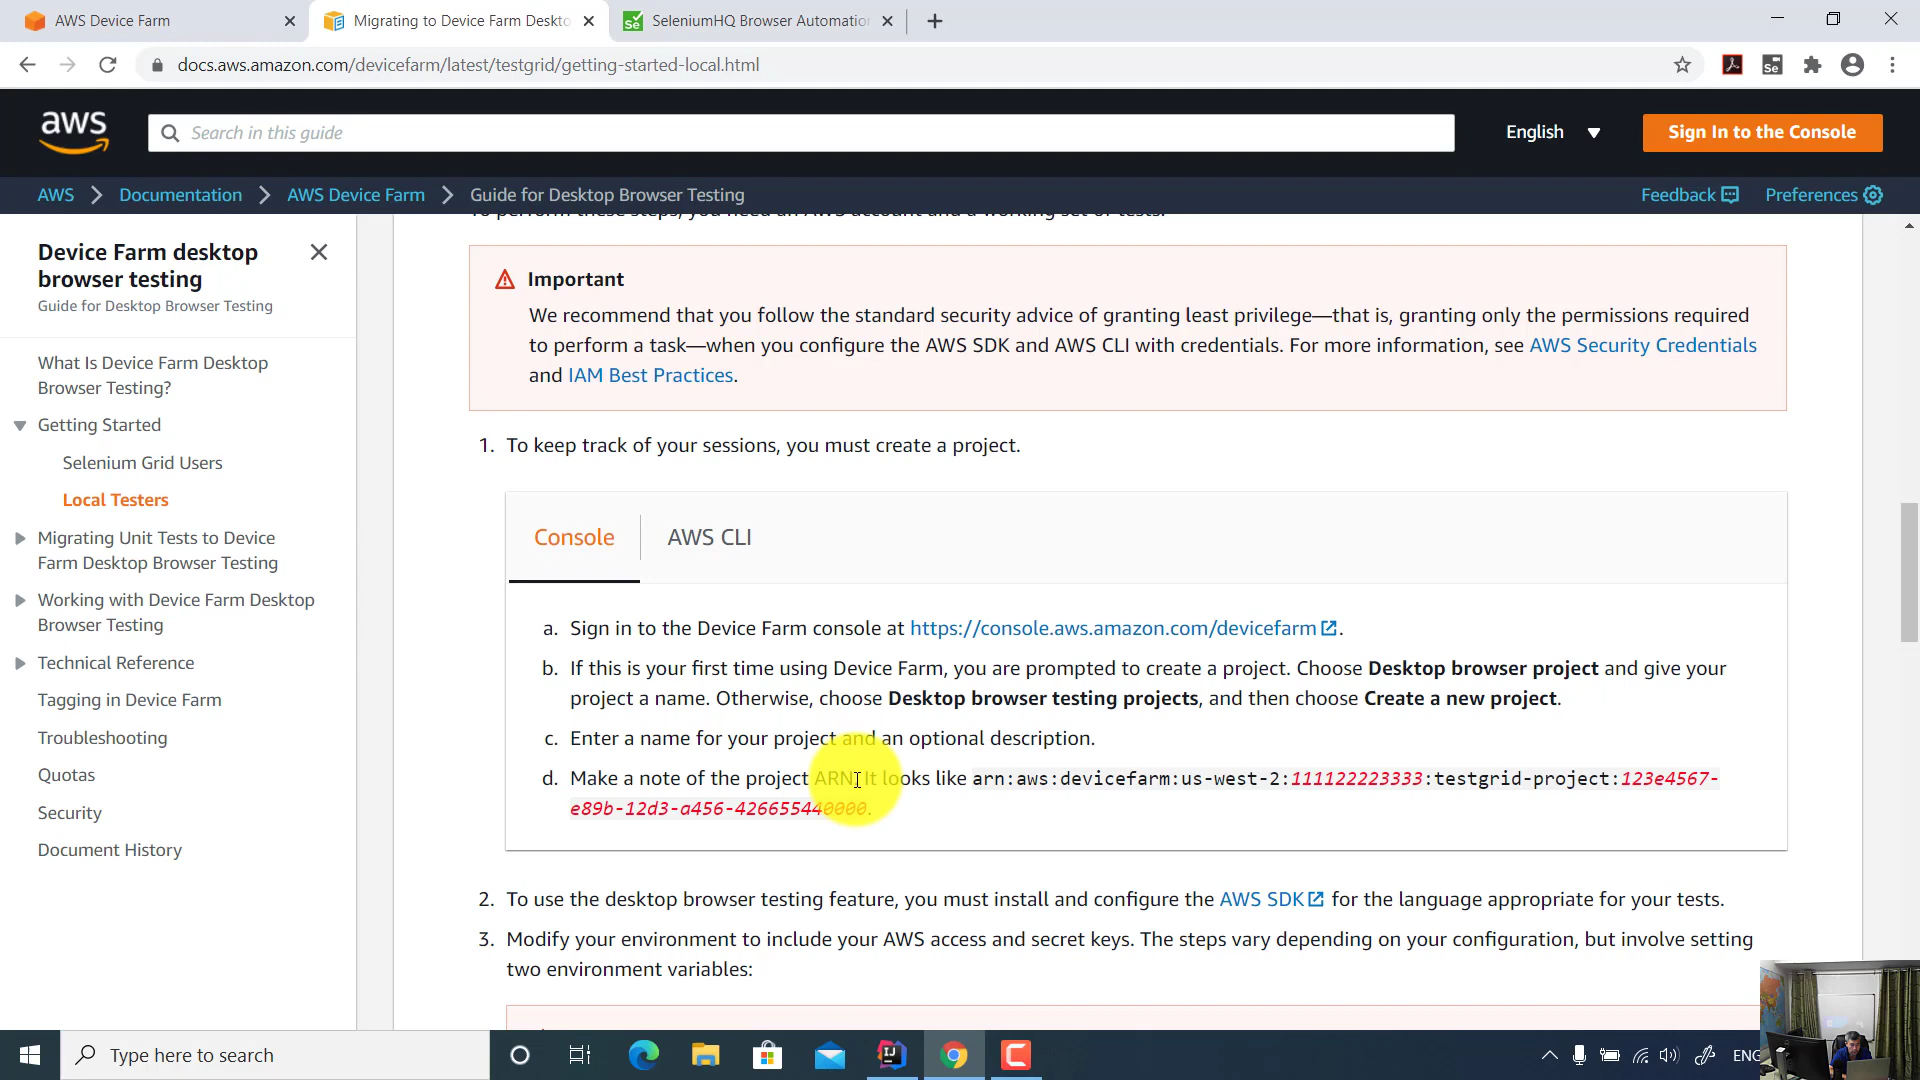 AWS Device Farm
Migrating to Device Farm Deskto
SeleniumHQ Browser Automation
docs.aws.amazon.com/devicefarm/latest/testgrid/getting-started-local.html
aws
Search in this guide
English
Sign In to the Console
AWS > Documentation > AWS Device Farm > Guide for Desktop Browser Testing
Feedback
Preferences
Device Farm desktop
browser testing
Guide for Desktop Browser Testing
What Is Device Farm Desktop
Browser Testing?
Getting Started
Selenium Grid Users
Local Testers
Migrating Unit Tests to Device
Farm Desktop Browser Testing
Working with Device Farm Desktop
Browser Testing
Technical Reference
Tagging in Device Farm
Troubleshooting
Quotas
Security
Document History
To perform these steps, you need an AWS account and a working set of tests.
Important
We recommend that you follow the standard security advice of granting least privilege—that is, granting only the permissions required
to perform a task—when you configure the AWS SDK and AWS CLI with credentials. For more information, see AWS Security Credentials
and IAM Best Practices.
1. To keep track of your sessions, you must create a project.
Console
AWS CLI
a. Sign in to the Device Farm console at https://console.aws.amazon.com/devicefarm.
b. If this is your first time using Device Farm, you are prompted to create a project. Choose Desktop browser project and give your
project a name. Otherwise, choose Desktop browser testing projects, and then choose Create a new project.
c. Enter a name for your project and an optional description.
d. Make a note of the project ARN. It looks like arn:aws:devicefarm:us-west-2:111122223333:testgrid-project:123e4567-
e89b-12d3-a456-426655440000.
2. To use the desktop browser testing feature, you must install and configure the AWS SDK for the language appropriate for your tests.
3. Modify your environment to include your AWS access and secret keys. The steps vary depending on your configuration, but involve setting
two environment variables:
Type here to search
ENG